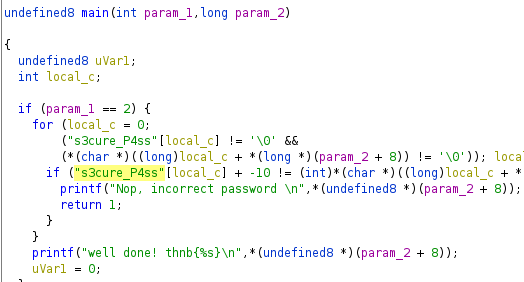 undefined8 main(int param_1,long param_2)
{
undefined8 uVar1;
int local_c;
if (param_1 == 2) {
for (local_c = 0;
("s3cure_P4ss"[local_c] != '\0' &&
(*(char *)((long)local_c + *(long *)(param_2 + 8)) != '\0')); loca
if ("s3cure_P4ss"[local_c] + -10 != (int)*(char *)((long)local_c + *
printf("Nop, incorrect password \n",*(undefined8 *)(param_2 + 8));
return 1;
}
}
printf("well done! thnb{%s}\n",*(undefined8 *)(param_2 + 8));
uVar1 = 0;